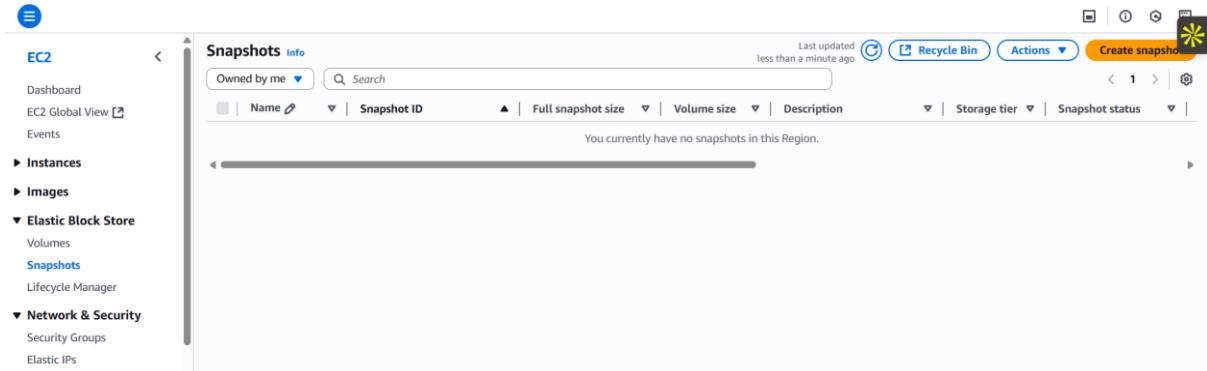 EC2
Dashboard
EC2 Global View
Events
Instances
Images
Elastic Block Store
Volumes
Snapshots
Lifecycle Manager
Network & Security
Security Groups
Elastic IPs
Snapshots Info
Last updated
less than a minute ago
Recycle Bin
Actions
Create
Owned by me
Search
1
Name
Snapshot ID
Full snapshot size
Volume size
Description
Storage tier
Snapshot status
You currently have no snapshots in this Region.